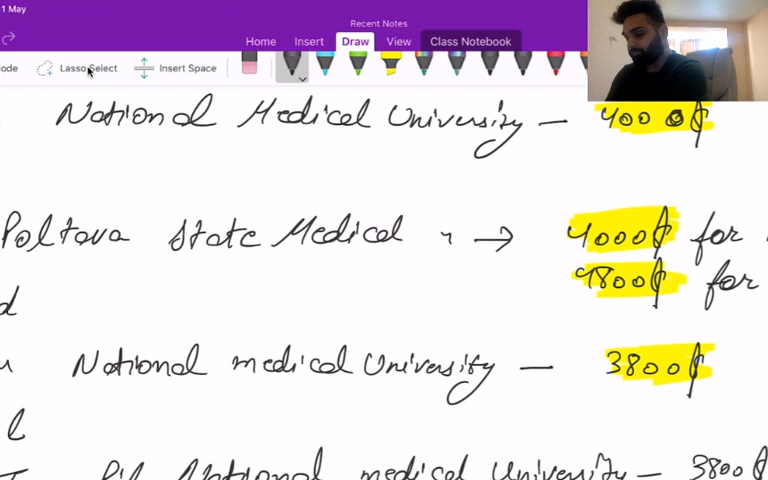 1 May
Recent Notes
Home Insert Draw View Class Notebook
ode Lasso Select Insert Space
National Medical University — 4000$
Poltava State Medical " → 4000$ for
4800$ for
d
National medical University — 3800$
l
National medical University — 3800$